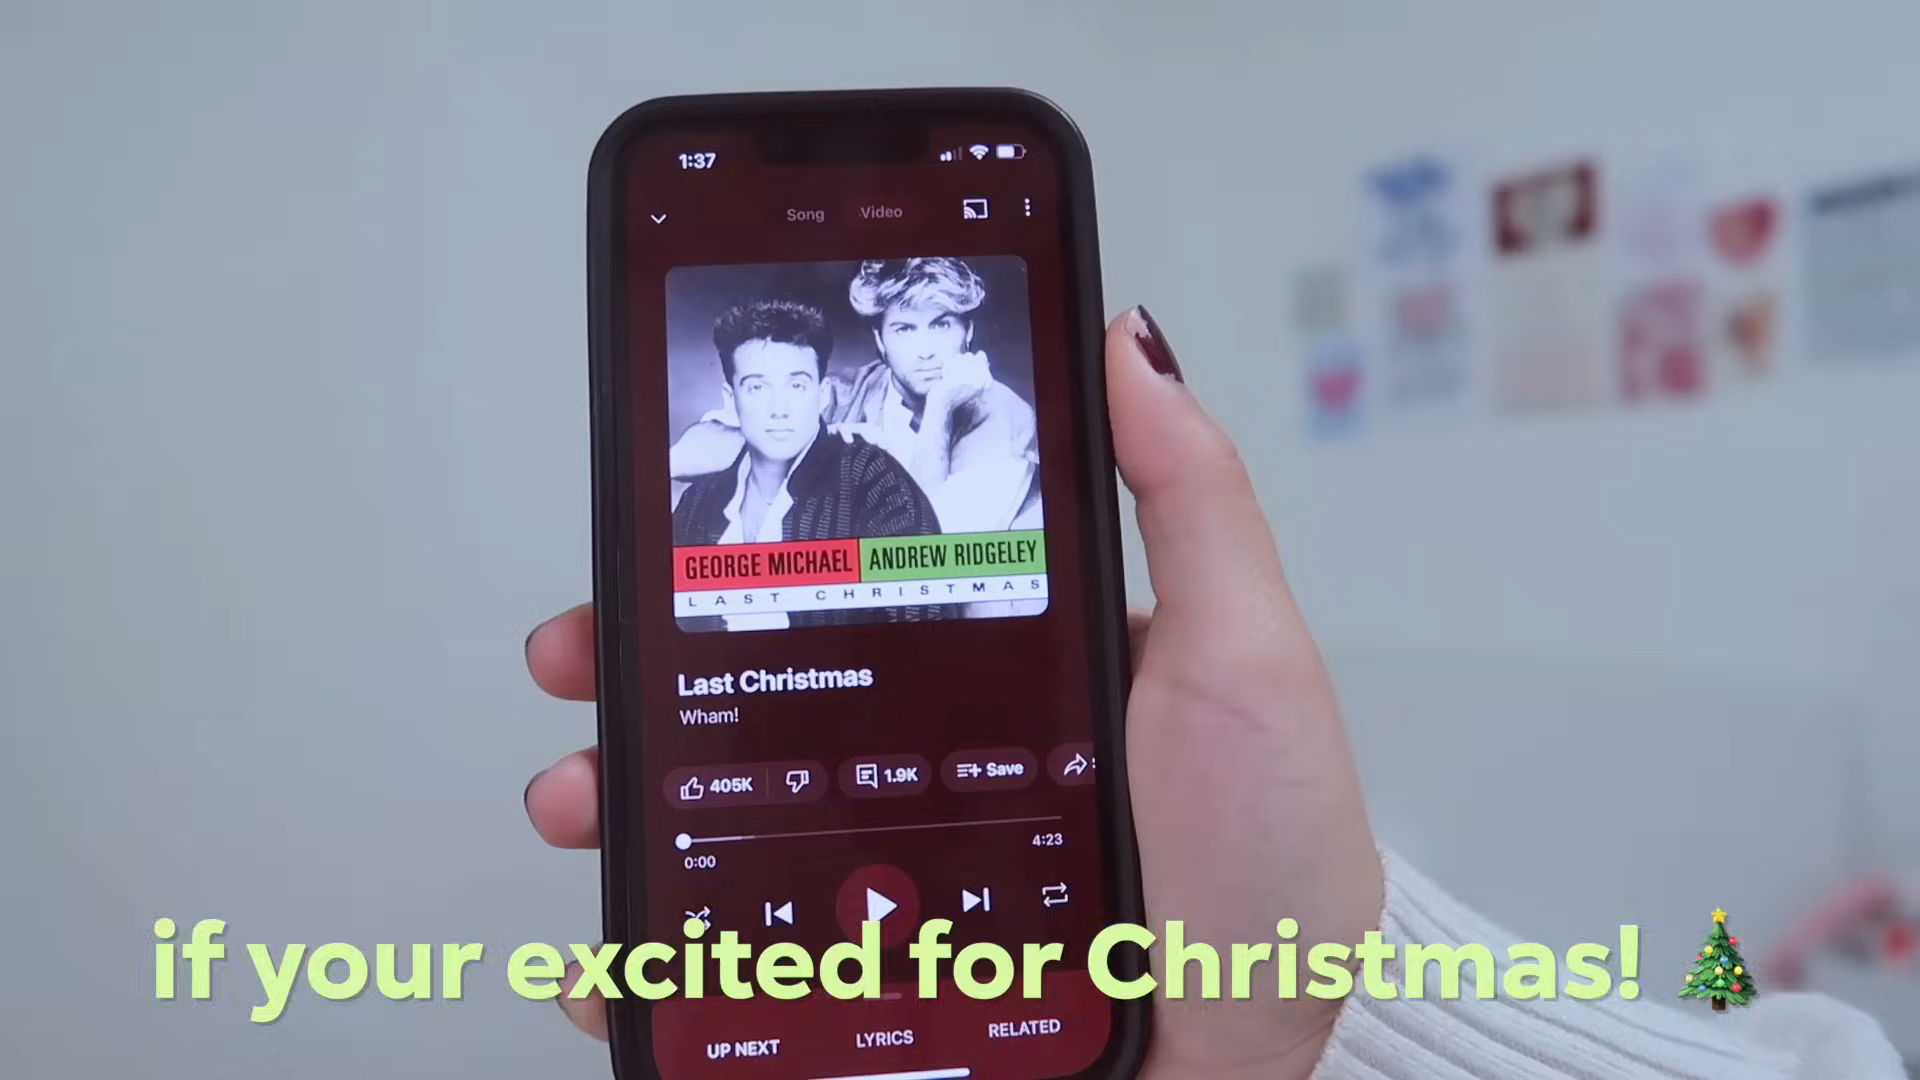 1:37
Song Video
GEORGE MICHAEL ANDREW RIDGELEY
LAST CHRISTMAS
Last Christmas
Wham!
405K 1.9K Save
0:00 4:23
if your excited for Christmas! 🎄
UP NEXT LYRICS RELATED